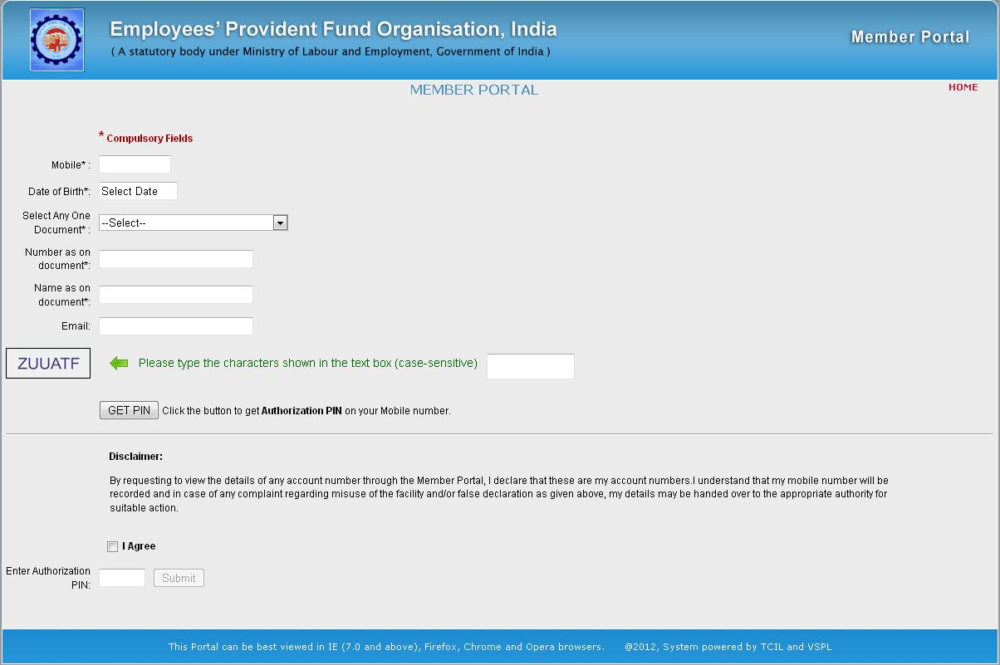 Employees' Provident Fund Organisation, India
( A statutory body under Ministry of Labour and Employment, Government of India )
Member Portal
MEMBER PORTAL
HOME
* Compulsory Fields
Mobile* :
Date of Birth*: Select Date
Select Any One
Document* : --Select--
Number as on
document*:
Name as on
document*:
Email:
ZUUATF Please type the characters shown in the text box (case-sensitive)
GET PIN Click the button to get Authorization PIN on your Mobile number.
Disclaimer:
By requesting to view the details of any account number through the Member Portal, I declare that these are my account numbers.I understand that my mobile number will be
recorded and in case of any complaint regarding misuse of the facility and/or false declaration as given above, my details may be handed over to the appropriate authority for
suitable action.
I Agree
Enter Authorization
PIN: Submit
This Portal can be best viewed in IE (7.0 and above), Firefox, Chrome and Opera browsers. @2012, System powered by TCIL and VSPL